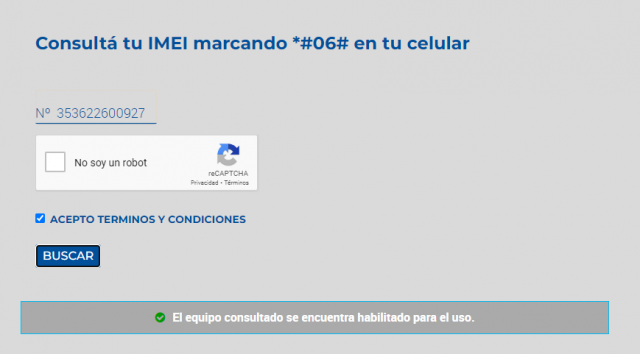 Consultá tu IMEI marcando *#06# en tu celular
Nº 353622600927
No soy un robot
reCAPTCHA
Privacidad • Términos
ACEPTO TERMINOS Y CONDICIONES
BUSCAR
El equipo consultado se encuentra habilitado para el uso.